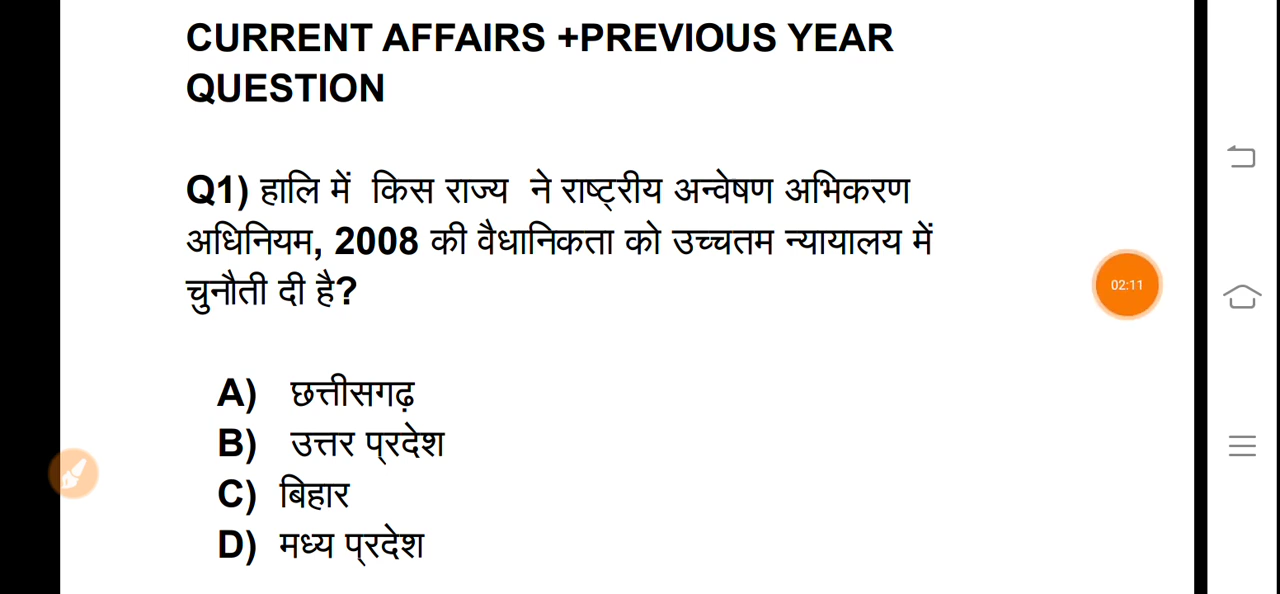 CURRENT AFFAIRS +PREVIOUS YEAR
QUESTION
Q1) हालि में किस राज्य ने राष्ट्रीय अन्वेषण अभिकरण
अधिनियम, 2008 की वैधानिकता को उच्चतम न्यायालय में
चुनौती दी है?
02:11
A) छत्तीसगढ़
B) उत्तर प्रदेश
C) बिहार
D) मध्य प्रदेश